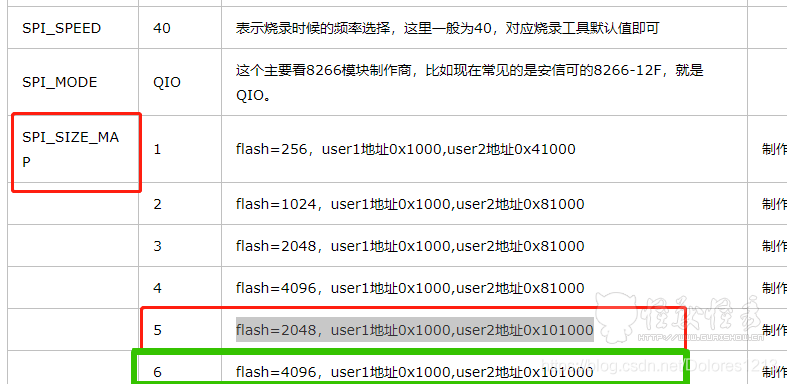 SPI_SPEED 40 表示烧录时候的频率选择，这里一般为40，对应烧录工具默认值即可
SPI_MODE QIO 这个主要看8266模块制作商，比如现在常见的是安信可的8266-12F，就是
QIO。
SPI_SIZE_MA
P 1 flash=256，user1地址0x1000,user2地址0x41000 制作
2 flash=1024，user1地址0x1000,user2地址0x81000 制作
3 flash=2048，user1地址0x1000,user2地址0x81000 制作
4 flash=4096，user1地址0x1000,user2地址0x81000 制作
5 flash=2048，user1地址0x1000,user2地址0x101000 制作
6 flash=4096，user1地址0x1000,user2地址0x101000 制作